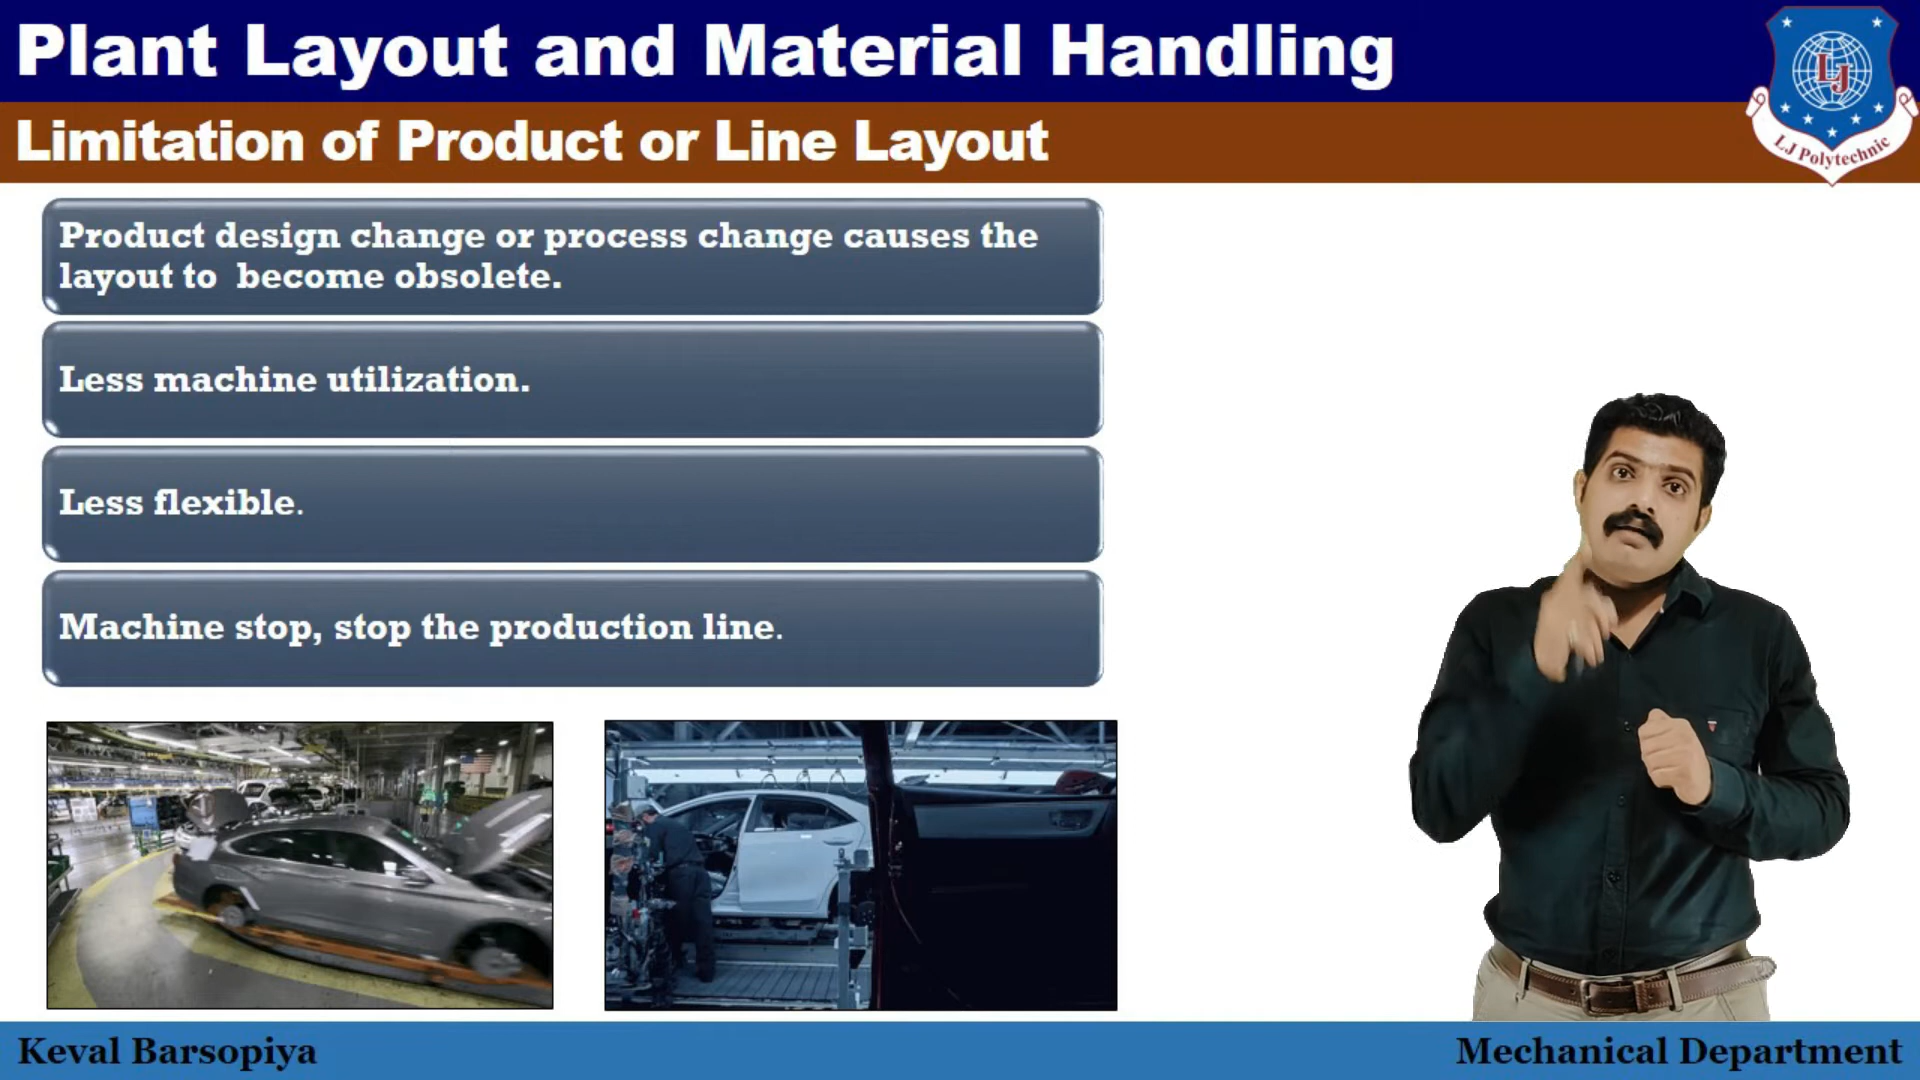 Plant Layout and Material Handling
Limitation of Product or Line Layout
LJ
LJ Polytechnic
Product design change or process change causes the
layout to become obsolete.
Less machine utilization.
Less flexible.
Machine stop, stop the production line.
Keval Barsopiya
Mechanical Department